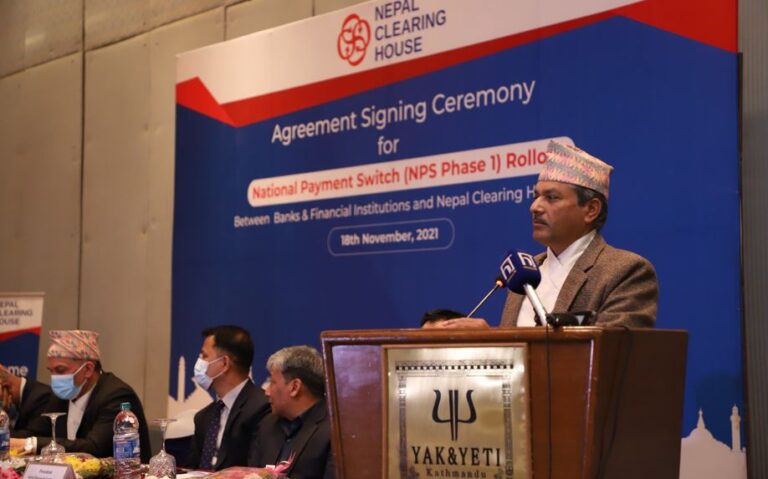 NEPAL
CLEARING
HOUSE
Agreement Signing Ceremony
for
National Payment Switch (NPS Phase 1)
Between Banks & Financial Institutions and Nepal Clearing
18th November, 2021
NEPAL
CLEARING
HOUSE
YAK&YETI
Kathmandu
President